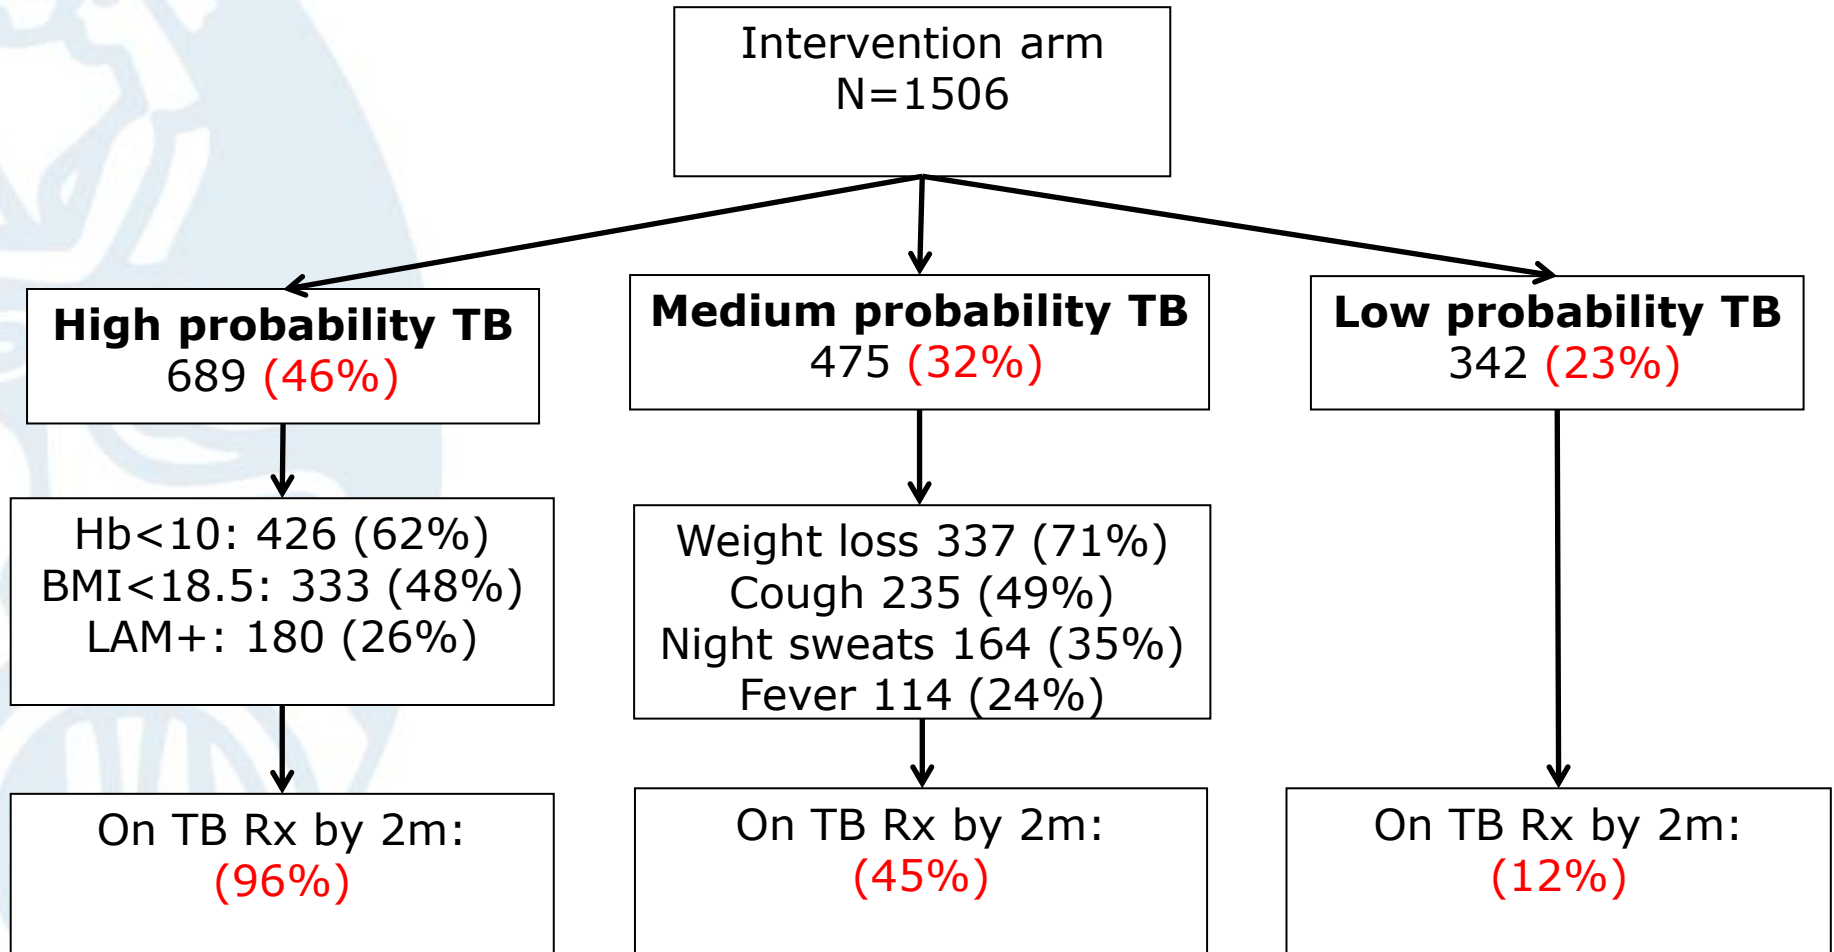 Intervention arm
N=1506
High probability TB
689 (46%)
Medium probability TB
475 (32%)
Low probability TB
342 (23%)
Hb<10: 426 (62%)
BMI<18.5: 333 (48%)
LAM+: 180 (26%)
Weight loss 337 (71%)
Cough 235 (49%)
Night sweats 164 (35%)
Fever 114 (24%)
On TB Rx by 2m:
(96%)
On TB Rx by 2m:
(45%)
On TB Rx by 2m:
(12%)